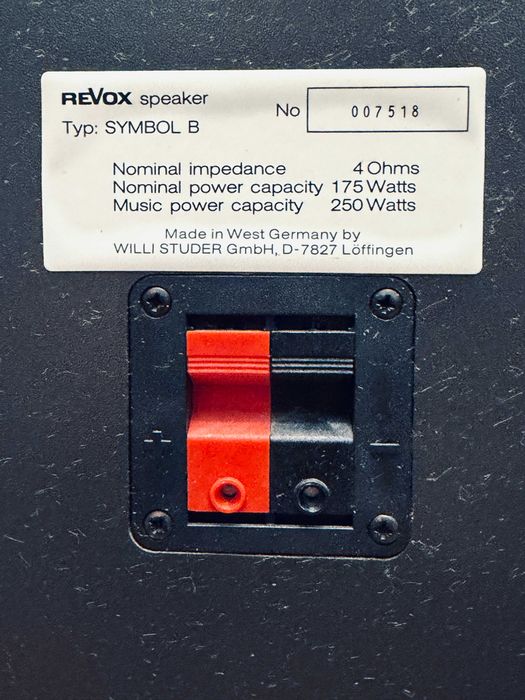 REVOX speaker
No 007518
Typ: SYMBOL B
Nominal impedance 4 Ohms
Nominal power capacity 175 Watts
Music power capacity 250 Watts
Made in West Germany by
WILLI STUDER GmbH, D-7827 Löffingen
+ −